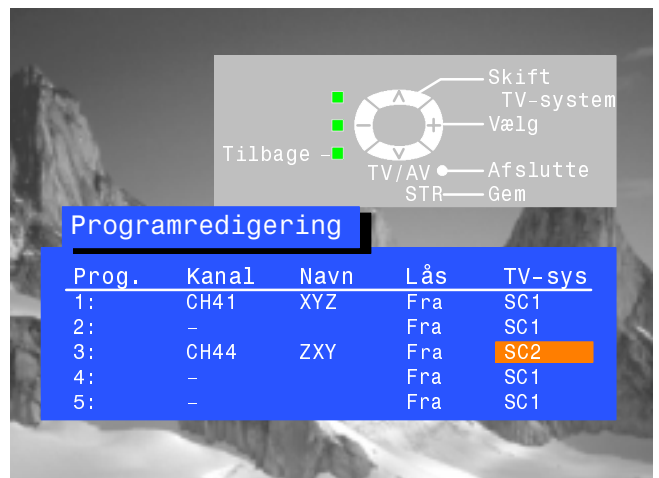 Skift
TV-system
Vælg
Tilbage
TV/AV Afslutte
STR Gem
Programredigering
Prog. Kanal Navn Lås TV-sys
1: CH41 XYZ Fra SC1
2: – Fra SC1
3: CH44 ZXY Fra SC2
4: – Fra SC1
5: – Fra SC1